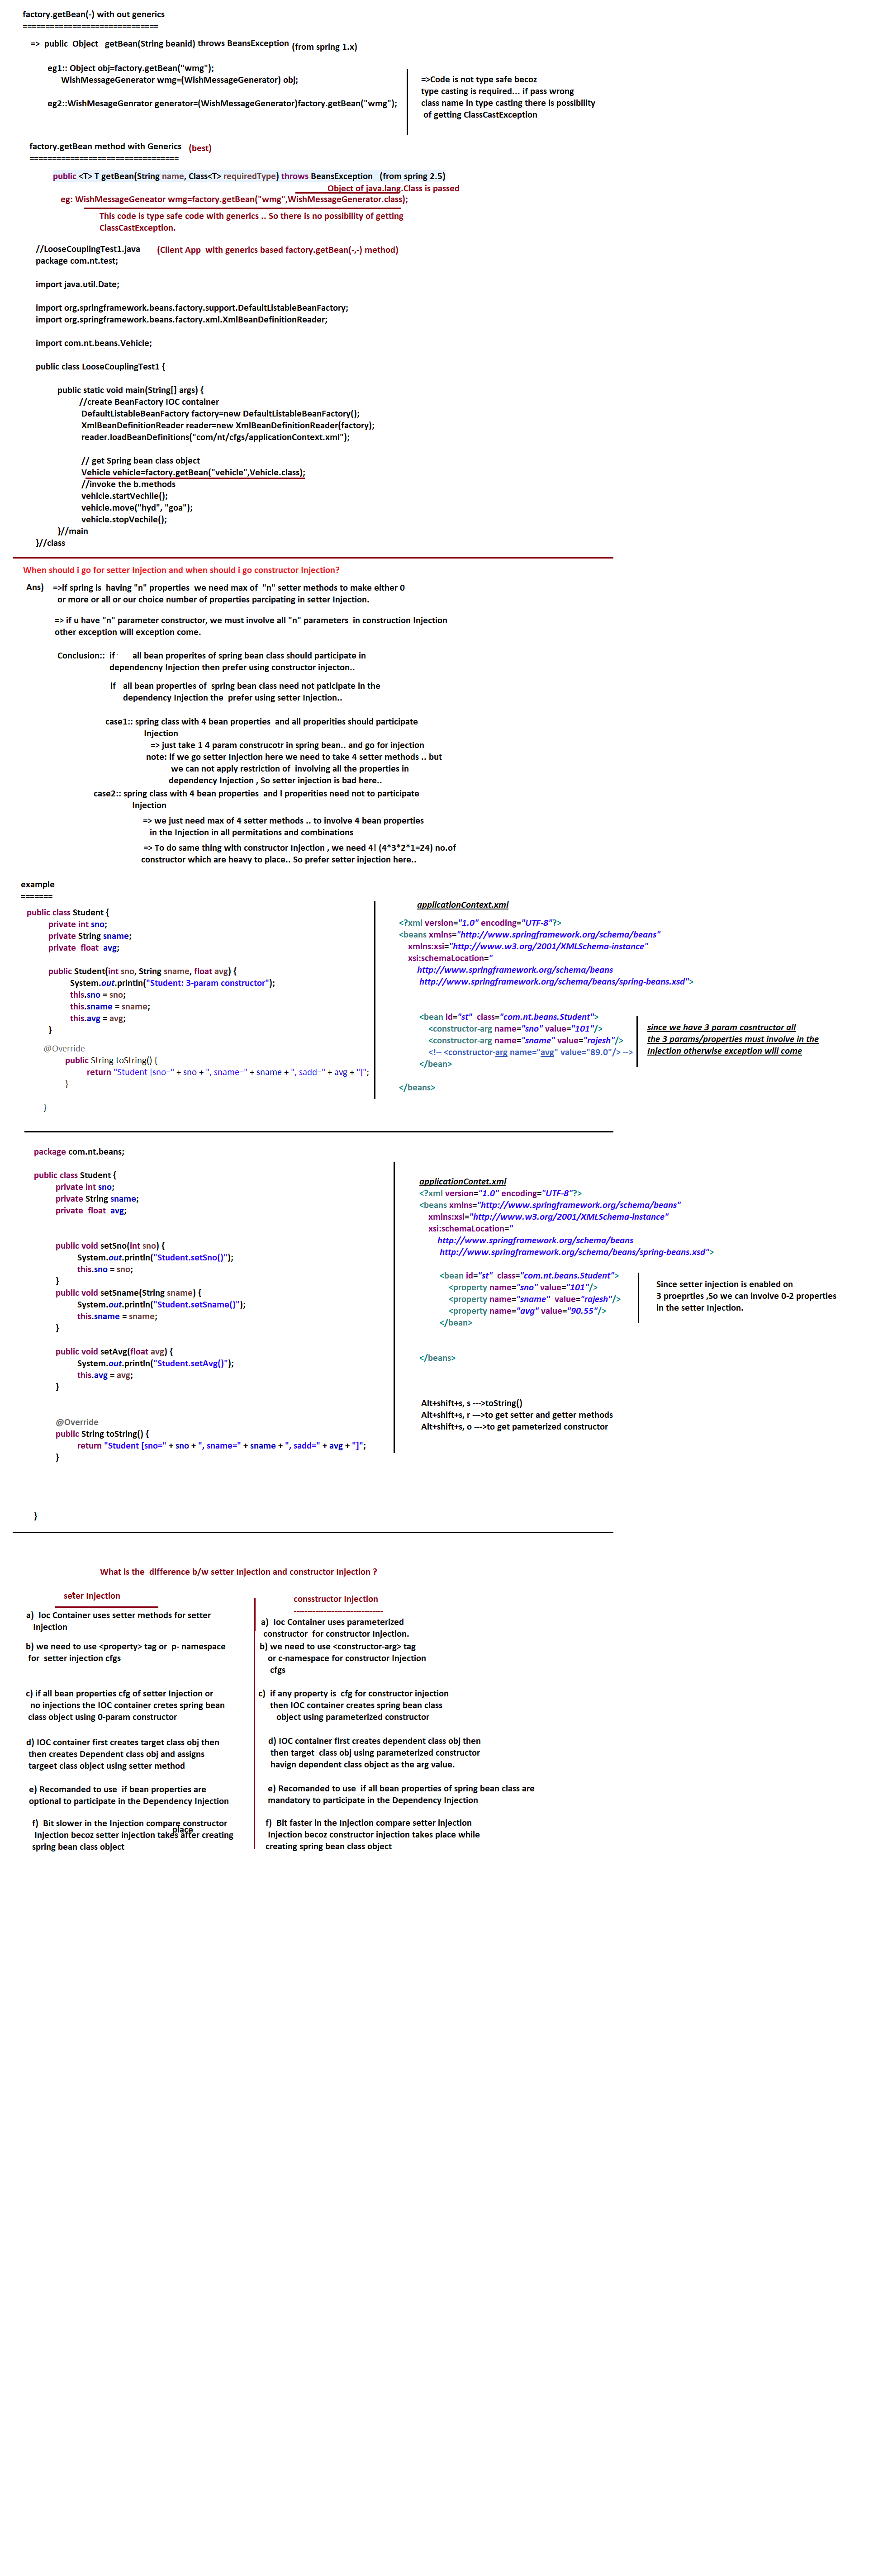 factory.getBean(-) with out generics
==============================
=> public Object getBean(String beanid) throws BeansException (from spring 1.x)
eg1:: Object obj=factory.getBean("wmg");
WishMessageGenerator wmg=(WishMessageGenerator) obj;
eg2::WishMesageGenrator generator=(WishMessageGenerator)factory.getBean("wmg");
=>Code is not type safe becoz
type casting is required... if pass wrong
class name in type casting there is possibility
of getting ClassCastException
factory.getBean method with Generics (best)
=================================
public <T> T getBean(String name, Class<T> requiredType) throws BeansException (from spring 2.5)
Object of java.lang.Class is passed
eg: WishMessageGeneator wmg=factory.getBean("wmg",WishMessageGenerator.class);
This code is type safe code with generics .. So there is no possibility of getting
ClassCastException.
//LooseCouplingTest1.java (Client App with generics based factory.getBean(-,-) method)
package com.nt.test;
import java.util.Date;
import org.springframework.beans.factory.support.DefaultListableBeanFactory;
import org.springframework.beans.factory.xml.XmlBeanDefinitionReader;
import com.nt.beans.Vehicle;
public class LooseCouplingTest1 {
public static void main(String[] args) {
//create BeanFactory IOC container
DefaultListableBeanFactory factory=new DefaultListableBeanFactory();
XmlBeanDefinitionReader reader=new XmlBeanDefinitionReader(factory);
reader.loadBeanDefinitions("com/nt/cfgs/applicationContext.xml");
// get Spring bean class object
Vehicle vehicle=factory.getBean("vehicle",Vehicle.class);
//invoke the b.methods
vehicle.startVechile();
vehicle.move("hyd", "goa");
vehicle.stopVechile();
}//main
}//class
When should i go for setter Injection and when should i go constructor Injection?
Ans) =>if spring is having "n" properties we need max of "n" setter methods to make either 0
or more or all or our choice number of properties parcipating in setter Injection.
=> if u have "n" parameter constructor, we must involve all "n" parameters in construction Injection
other exception will exception come.
Conclusion:: if all bean properites of spring bean class should participate in
dependencny Injection then prefer using constructor injecton..
if all bean properties of spring bean class need not paticipate in the
dependency Injection the prefer using setter Injection..
case1:: spring class with 4 bean properties and all properities should participate
Injection
=> just take 1 4 param construcotr in spring bean.. and go for injection
note: if we go setter Injection here we need to take 4 setter methods .. but
we can not apply restriction of involving all the properties in
dependency Injection , So setter injection is bad here..
case2:: spring class with 4 bean properties and l properities need not to participate
Injection
=> we just need max of 4 setter methods .. to involve 4 bean properties
in the Injection in all permitations and combinations
=> To do same thing with constructor Injection , we need 4! (4*3*2*1=24) no.of
constructor which are heavy to place.. So prefer setter injection here..
example
=======
public class Student {
private int sno;
private String sname;
private float avg;
public Student(int sno, String sname, float avg) {
System.out.println("Student: 3-param constructor");
this.sno = sno;
this.sname = sname;
this.avg = avg;
}
@Override
public String toString() {
return "Student [sno=" + sno + ", sname=" + sname + ", sadd=" + avg + "]";
}
}
applicationContext.xml
<?xml version="1.0" encoding="UTF-8"?>
<beans xmlns="http://www.springframework.org/schema/beans"
xmlns:xsi="http://www.w3.org/2001/XMLSchema-instance"
xsi:schemaLocation="
http://www.springframework.org/schema/beans
http://www.springframework.org/schema/beans/spring-beans.xsd">
<bean id="st" class="com.nt.beans.Student">
<constructor-arg name="sno" value="101"/>
<constructor-arg name="sname" value="rajesh"/>
<!-- <constructor-arg name="avg" value="89.0"/> -->
</bean>
</beans>
since we have 3 param cosntructor all
the 3 params/properties must involve in the
Injection otherwise exception will come
package com.nt.beans;
public class Student {
private int sno;
private String sname;
private float avg;
public void setSno(int sno) {
System.out.println("Student.setSno()");
this.sno = sno;
}
public void setSname(String sname) {
System.out.println("Student.setSname()");
this.sname = sname;
}
public void setAvg(float avg) {
System.out.println("Student.setAvg()");
this.avg = avg;
}
@Override
public String toString() {
return "Student [sno=" + sno + ", sname=" + sname + ", sadd=" + avg + "]";
}
}
applicationContet.xml
<?xml version="1.0" encoding="UTF-8"?>
<beans xmlns="http://www.springframework.org/schema/beans"
xmlns:xsi="http://www.w3.org/2001/XMLSchema-instance"
xsi:schemaLocation="
http://www.springframework.org/schema/beans
http://www.springframework.org/schema/beans/spring-beans.xsd">
<bean id="st" class="com.nt.beans.Student">
<property name="sno" value="101"/>
<property name="sname" value="rajesh"/>
<property name="avg" value="90.55"/>
</bean>
</beans>
Since setter injection is enabled on
3 proeprties ,So we can involve 0-2 properties
in the setter Injection.
Alt+shift+s, s --->toString()
Alt+shift+s, r --->to get setter and getter methods
Alt+shift+s, o --->to get pameterized constructor
What is the difference b/w setter Injection and constructor Injection ?
setter Injection
a) Ioc Container uses setter methods for setter
Injection
b) we need to use <property> tag or p- namespace
for setter injection cfgs
c) if all bean properties cfg of setter Injection or
no injections the IOC container cretes spring bean
class object using 0-param constructor
d) IOC container first creates target class obj then
then creates Dependent class obj and assigns
targeet class object using setter method
e) Recomanded to use if bean properties are
optional to participate in the Dependency Injection
f) Bit slower in the Injection compare constructor
place
Injection becoz setter injection takes after creating
spring bean class object
consstructor Injection
---------------------------------
a) Ioc Container uses parameterized
constructor for constructor Injection.
b) we need to use <constructor-arg> tag
or c-namespace for constructor Injection
cfgs
c) if any property is cfg for constructor injection
then IOC container creates spring bean class
object using parameterized constructor
d) IOC container first creates dependent class obj then
then target class obj using parameterized constructor
havign dependent class object as the arg value.
e) Recomanded to use if all bean properties of spring bean class are
mandatory to participate in the Dependency Injection
f) Bit faster in the Injection compare setter injection
Injection becoz constructor injection takes place while
creating spring bean class object